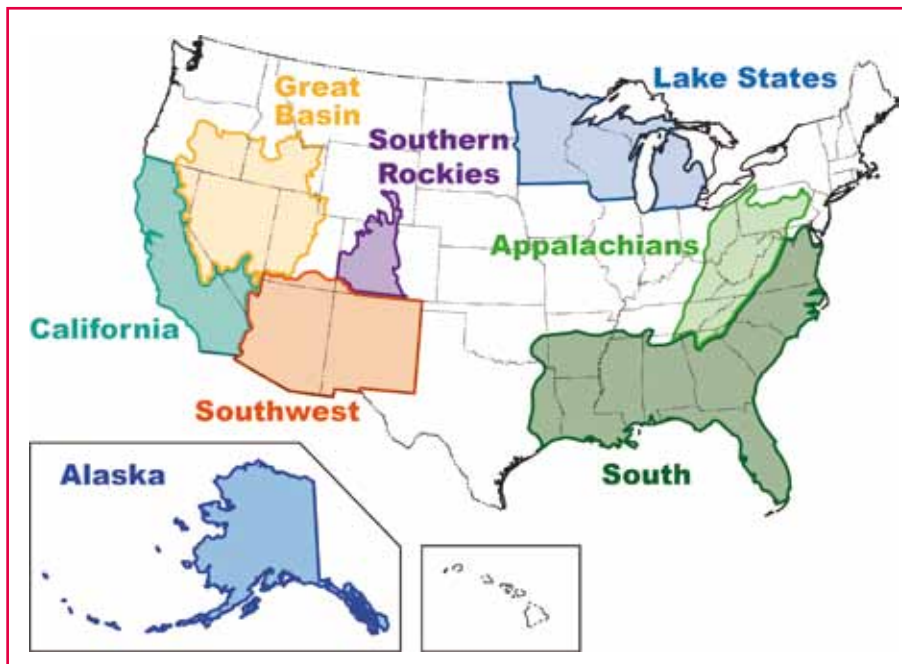 Lake States
Great
Basin
Southern
Rockies
Appalachians
California
Southwest
Alaska
South